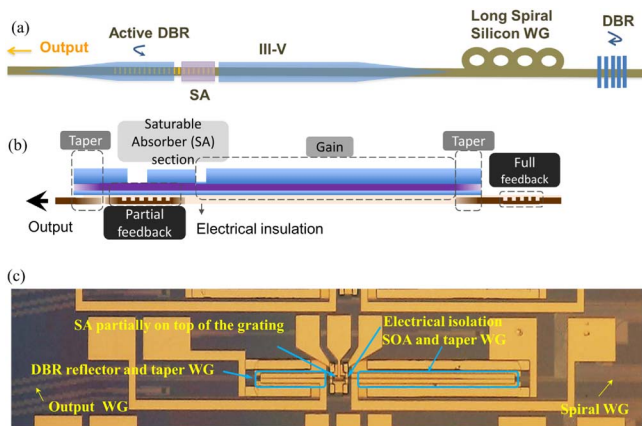 (a)
Output
Active DBR
III-V
SA
Long Spiral
Silicon WG
DBR
(b)
Taper
Saturable
Absorber (SA)
section
Gain
Taper
Full
feedback
Output
Partial
feedback
Electrical insulation
(c)
SA partially on top of the grating
Electrical isolation
SOA and taper WG
DBR reflector and taper WG
Output WG
Spiral WG